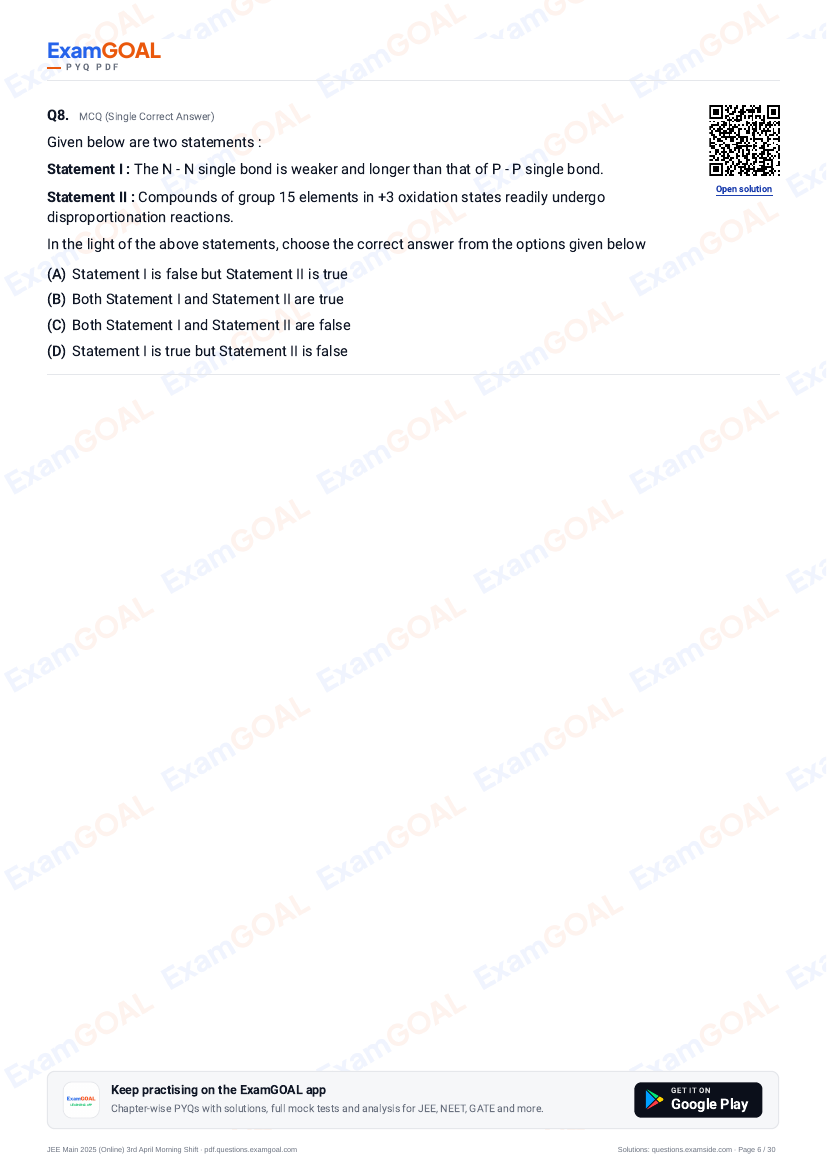 ExamGOAL
PYQ PDF
Q8. MCQ (Single Correct Answer)
Given below are two statements :
Open solution
Statement I : The N - N single bond is weaker and longer than that of P - P single bond.
Statement II : Compounds of group 15 elements in +3 oxidation states readily undergo
disproportionation reactions.
In the light of the above statements, choose the correct answer from the options given below
(A) Statement I is false but Statement II is true
(B) Both Statement I and Statement II are true
(C) Both Statement I and Statement II are false
(D) Statement I is true but Statement II is false
ExamGOAL
Keep practising on the ExamGOAL app
Chapter-wise PYQs with solutions, full mock tests and analysis for JEE, NEET, GATE and more.
GET IT ON
Google Play
JEE Main 2025 (Online) 3rd April Morning Shift · pdf.questions.examgoal.com
Solutions: questions.examside.com · Page 6 / 30